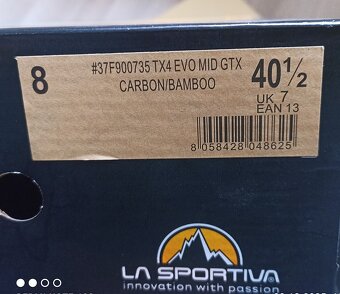 8
#37F900735 TX4 EVO MID GTX
CARBON/BAMBOO
40½
UK 7
EAN 13
8 058428 048625
LA SPORTIVA
innovation with passion